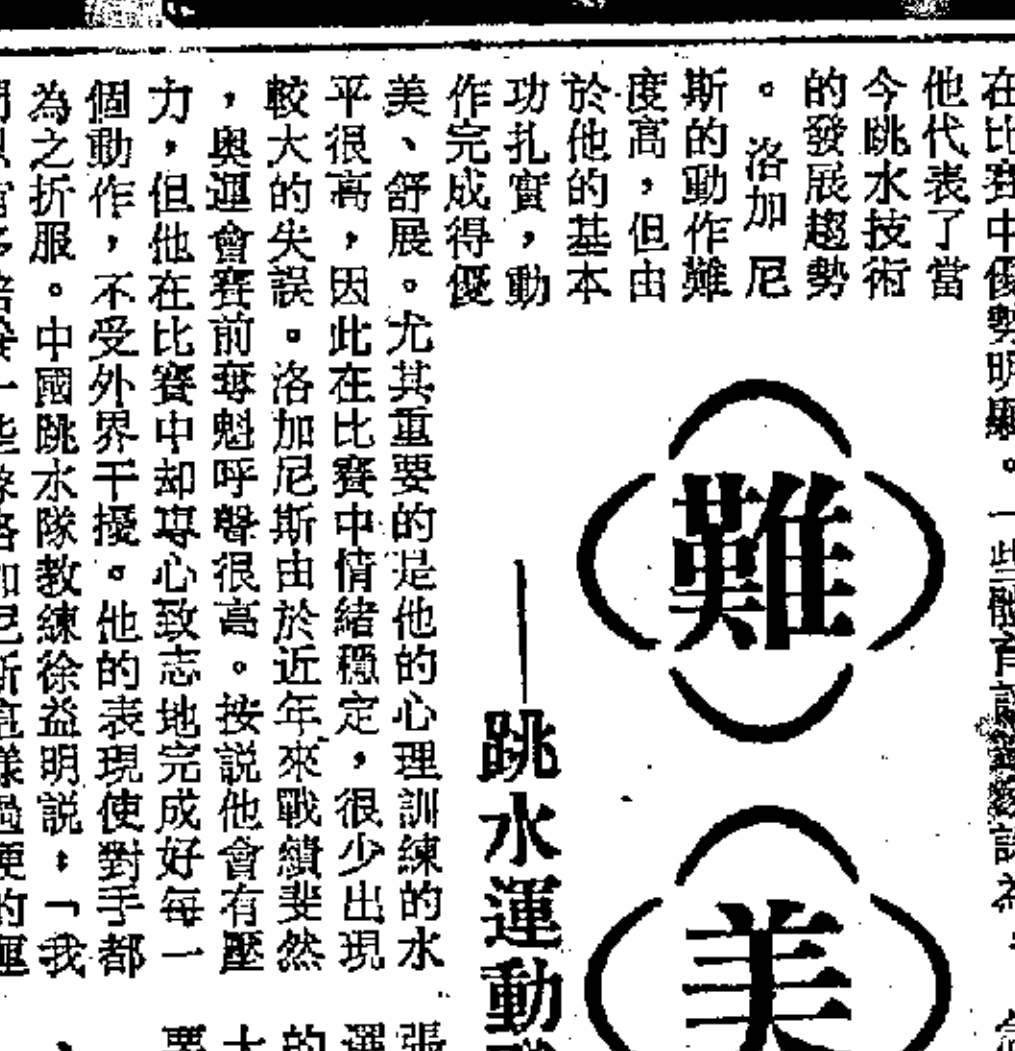 在比賽中優勢明顯。一些體育
他代表了當
今跳水技術
的發展趨勢
。洛加尼
斯的動作難
度高，但由
於他的基本
功扎實，動
作完成得優
美、舒展。尤其重要的是他的心理訓練的水
平很高，因此在比賽中情緒穩定，很少出現
較大的失誤。洛加尼斯由於近年來戰績斐然
，奧運會賽前奪魁呼聲很高。按説他會有壓
力，但他在比賽中却專心致志地完成好每一
個動作，不受外界干擾。他的表現使對手都
為之折服。中國跳水隊教練徐益明説：「我
難
美
——跳水運動
張
選
的
大
要